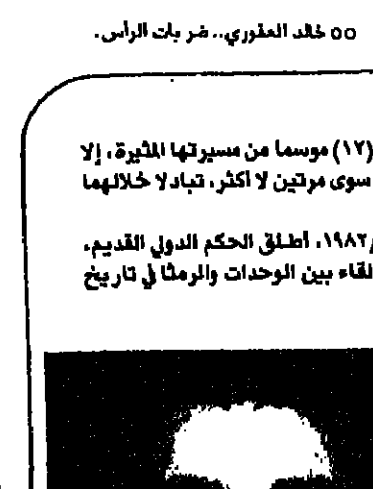 ٥٥ خالد العقوري.. ضربات الرأس.
(١٢) موسما من مسيرتها المثيرة، إلا
سوى مرتين لا أكثر، تبادلا خلالهما
١٩٨٢، أطلق الحكم الدولي القديم،
لقاء بين الوحدات والرمثا في تاريخ